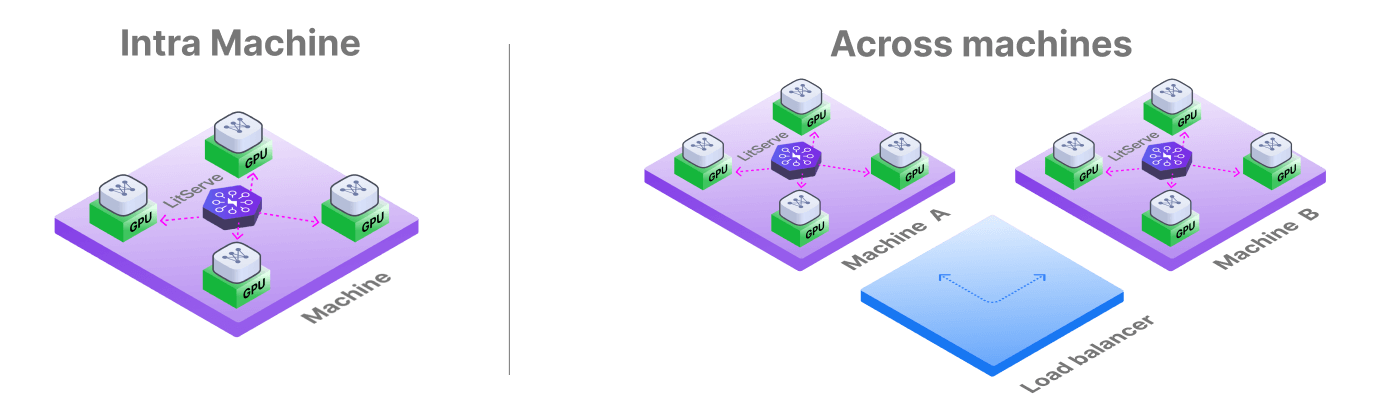 Intra Machine
GPU
LitServe
GPU
GPU
GPU
Machine
Across machines
GPU
LitServe
GPU
GPU
GPU
Machine A
GPU
LitServe
GPU
GPU
GPU
Machine B
Load balancer